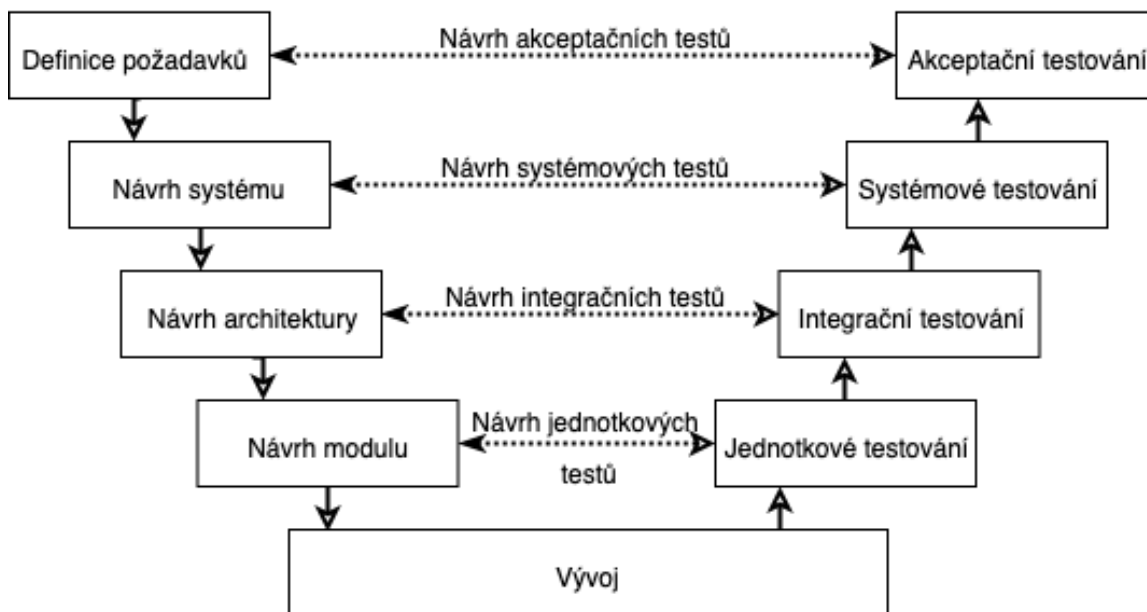 Návrh akceptačních testů
Definice požadavků
Akceptační testování
Návrh systémových testů
Návrh systému
Systémové testování
Návrh integračních testů
Návrh architektury
Integrační testování
Návrh jednotkových
testů
Návrh modulu
Jednotkové testování
Vývoj